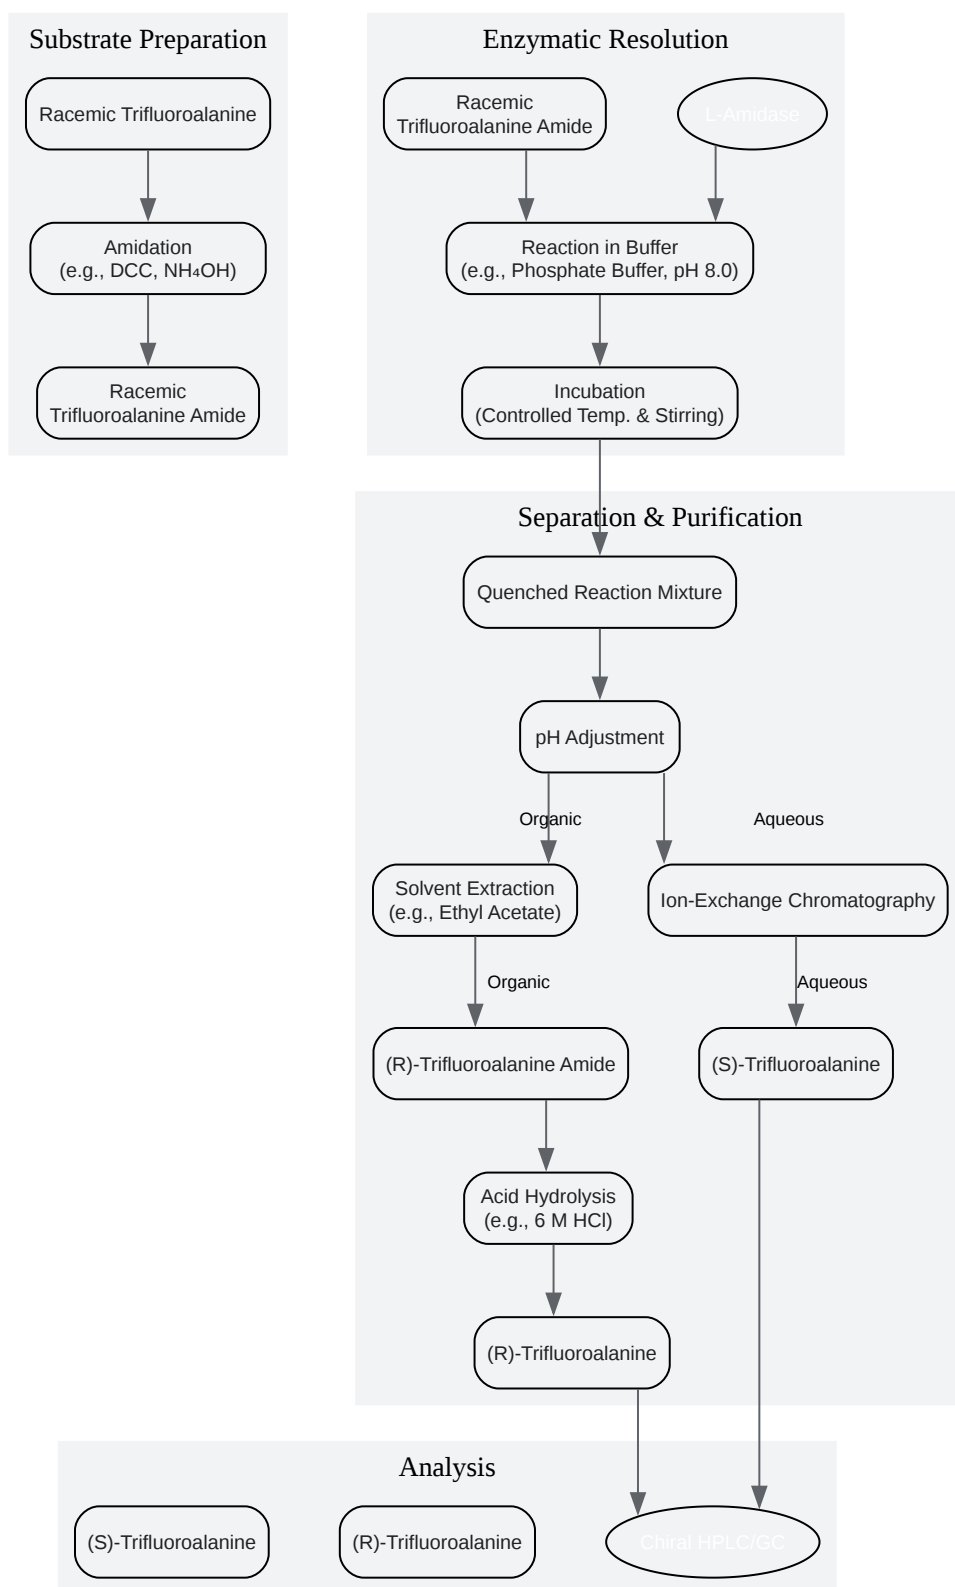 Substrate Preparation
Racemic Trifluoroalanine
Amidation
(e.g., DCC, NH₄OH)
Racemic
Trifluoroalanine Amide
Enzymatic Resolution
Racemic
Trifluoroalanine Amide
L-Amidase
Reaction in Buffer
(e.g., Phosphate Buffer, pH 8.0)
Incubation
(Controlled Temp. & Stirring)
Separation & Purification
Quenched Reaction Mixture
pH Adjustment
Organic
Aqueous
Solvent Extraction
(e.g., Ethyl Acetate)
Ion-Exchange Chromatography
Organic
Aqueous
(R)-Trifluoroalanine Amide
(S)-Trifluoroalanine
Acid Hydrolysis
(e.g., 6 M HCl)
(R)-Trifluoroalanine
Analysis
(S)-Trifluoroalanine
(R)-Trifluoroalanine
Chiral HPLC/GC